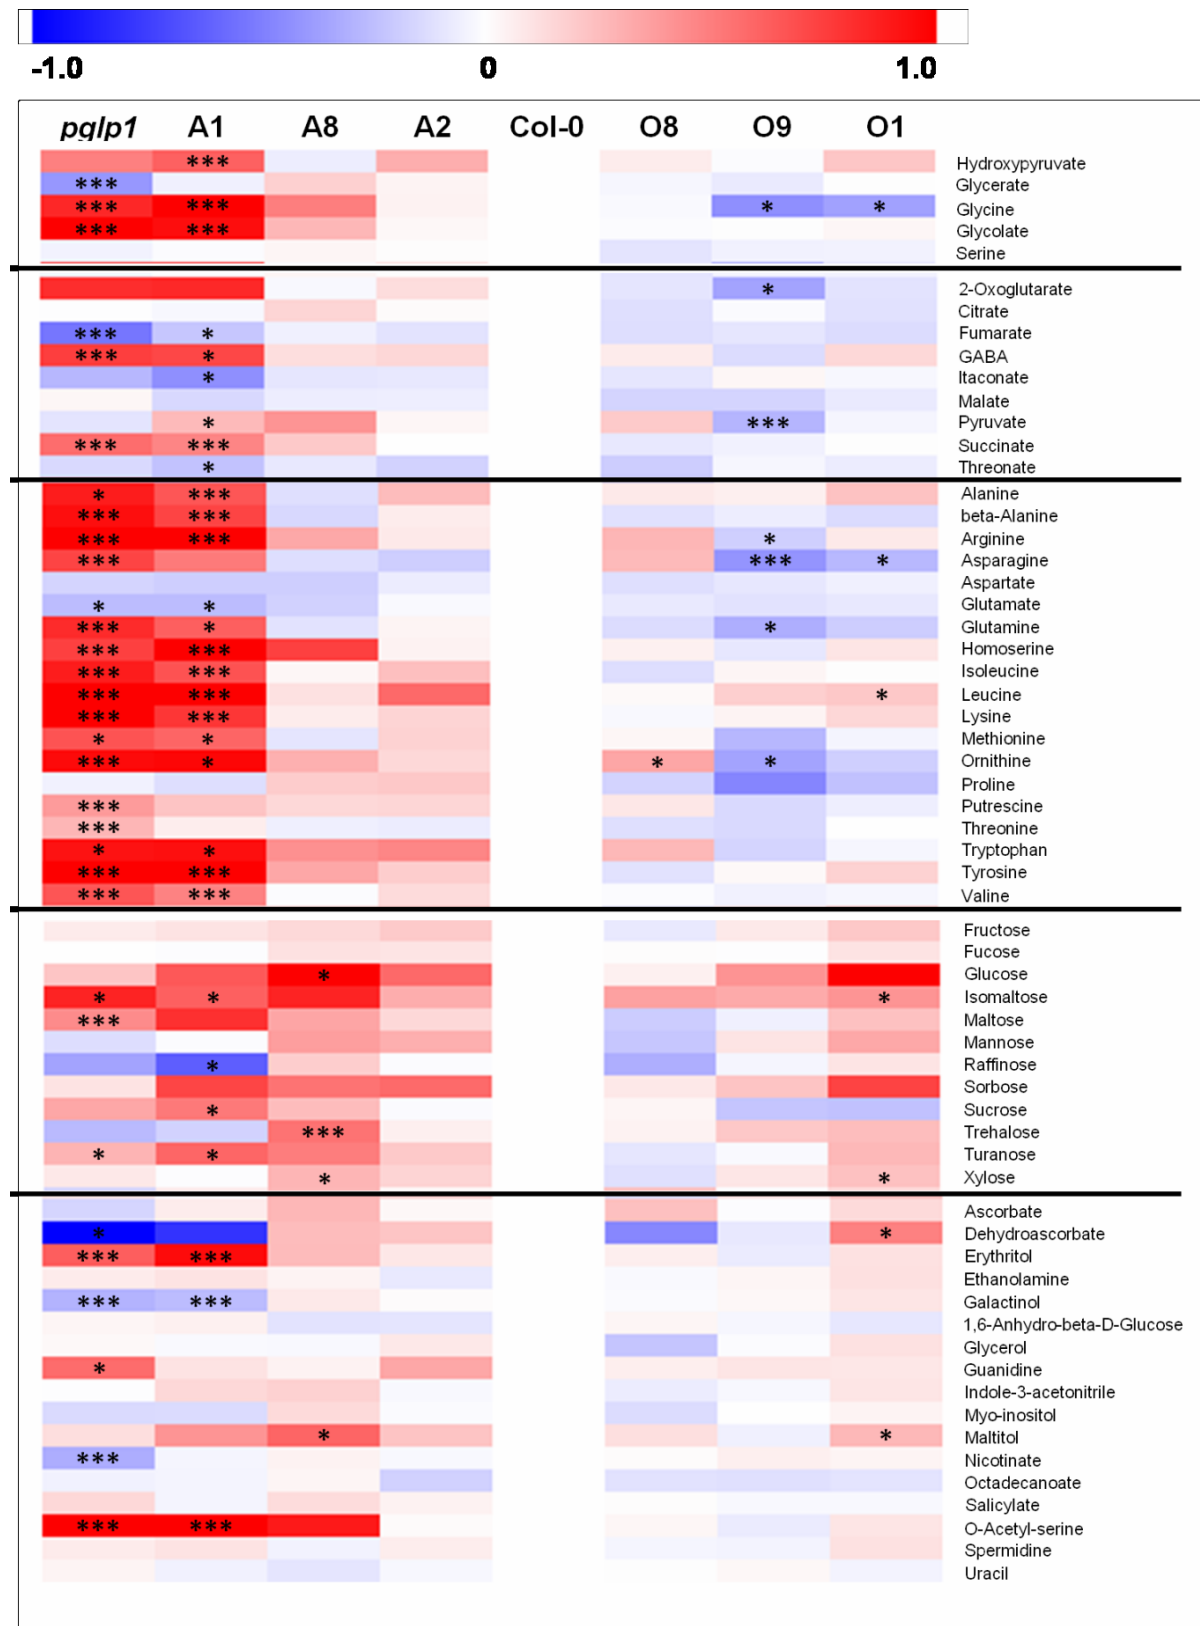 -1.0 0 1.0
pglp1 A1 A8 A2 Col-0 O8 O9 O1
*** Hydroxypyruvate
*** Glycerate
*** *** * * Glycine
*** *** Glycolate
Serine
* 2-Oxoglutarate
Citrate
*** * Fumarate
*** * GABA
* Itaconate
Malate
* *** Pyruvate
*** *** Succinate
* Threonate
* *** Alanine
*** *** beta-Alanine
*** *** * Arginine
*** *** * Asparagine
Aspartate
* * Glutamate
*** * * Glutamine
*** *** Homoserine
*** *** Isoleucine
*** *** * Leucine
*** *** Lysine
* * Methionine
*** * * * Ornithine
Proline
*** Putrescine
*** Threonine
* * Tryptophan
*** *** Tyrosine
*** *** Valine
Fructose
Fucose
* Glucose
* * * Isomaltose
*** Maltose
Mannose
* Raffinose
Sorbose
* Sucrose
*** Trehalose
* * Turanose
* * Xylose
Ascorbate
* * Dehydroascorbate
*** *** Erythritol
Ethanolamine
*** *** Galactinol
1,6-Anhydro-beta-D-Glucose
Glycerol
* Guanidine
Indole-3-acetonitrile
Myo-inositol
* * Maltitol
*** Nicotinate
Octadecanoate
Salicylate
*** *** O-Acetyl-serine
Spermidine
Uracil